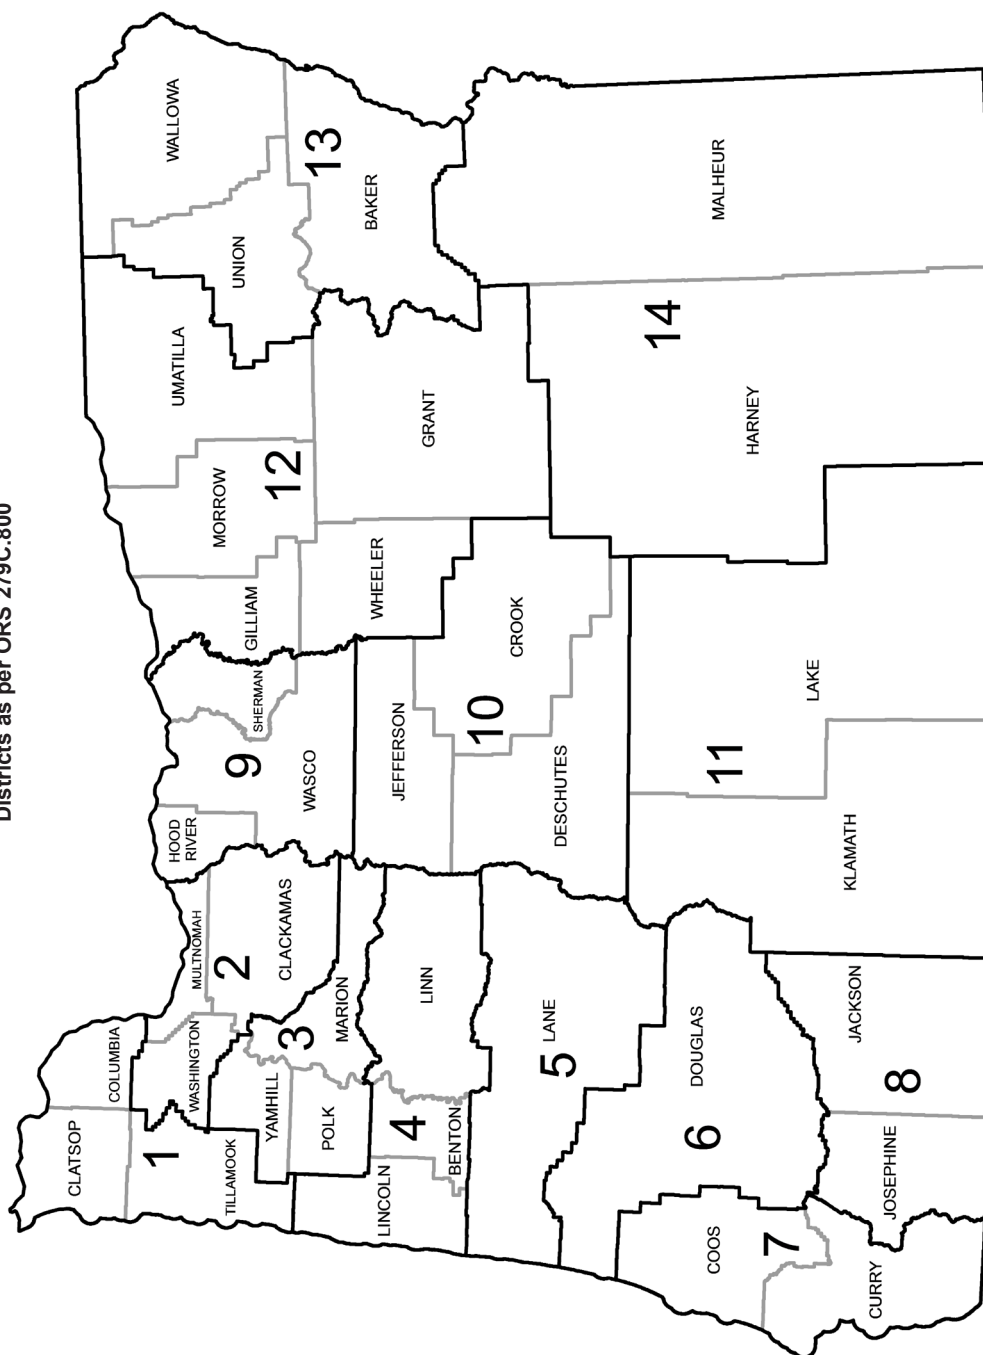 Districts as per ORS 279C.800
CLATSOP
COLUMBIA
1
TILLAMOOK
WASHINGTON
MULTNOMAH
2
CLACKAMAS
HOOD
RIVER
9
WASCO
SHERMAN
GILLIAM
MORROW
12
UMATILLA
UNION
WALLOWA
13
BAKER
YAMHILL
POLK
3
MARION
LINCOLN
4
BENTON
LINN
JEFFERSON
10
CROOK
DESCHUTES
WHEELER
GRANT
LANE
5
6
DOUGLAS
COOS
7
CURRY
JOSEPHINE
8
JACKSON
KLAMATH
11
LAKE
14
HARNEY
MALHEUR